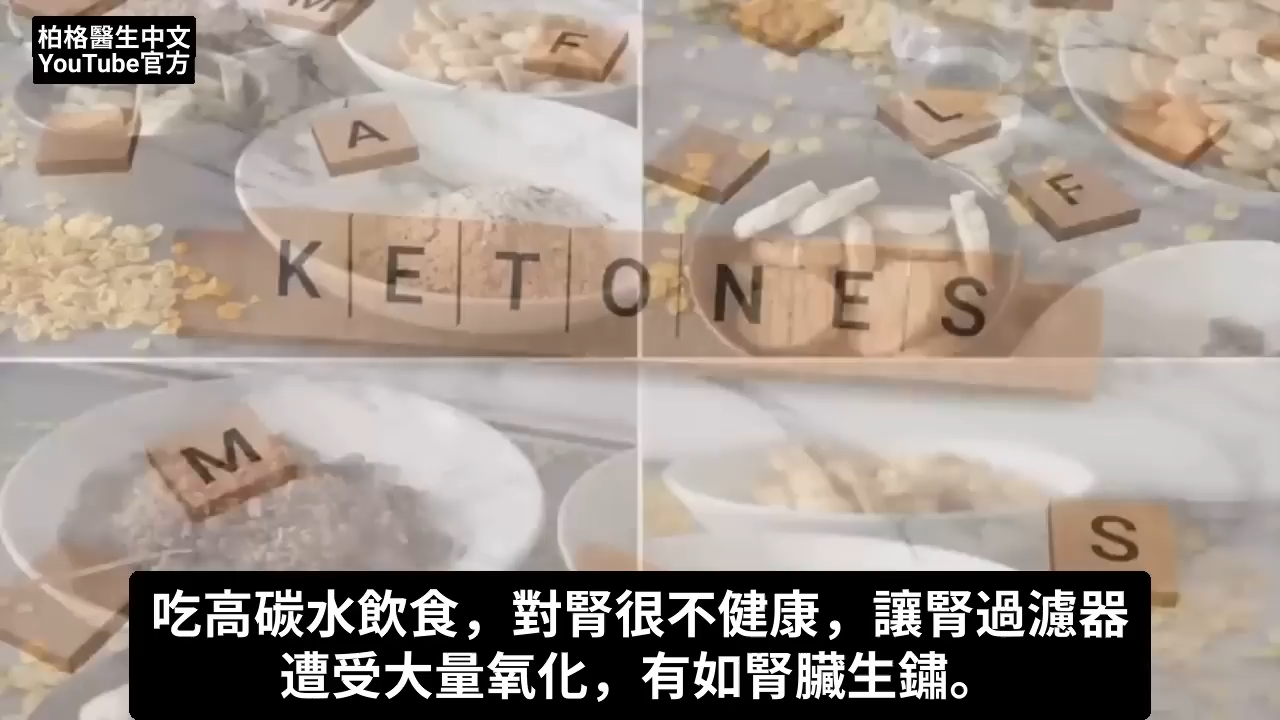 柏格醫生中文
YouTube官方
F
A
L
F
KETONES
M
S
吃高碳水飲食，對腎很不健康，讓腎過濾器
遭受大量氧化，有如腎臟生鏽。